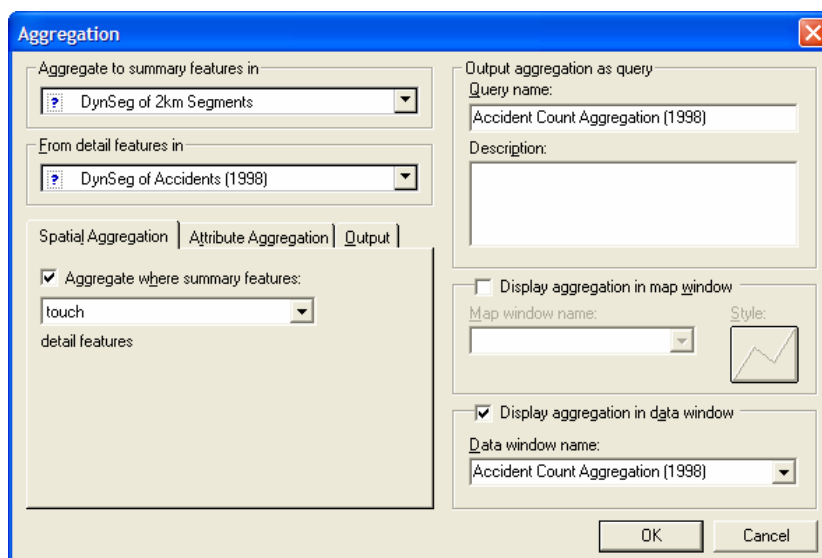 Aggregation
Aggregate to summary features in
? DynSeg of 2km Segments
From detail features in
? DynSeg of Accidents (1998)
Spatial Aggregation
Attribute Aggregation
Output
Aggregate where summary features:
touch
detail features
Output aggregation as query
Query name:
Accident Count Aggregation (1998)
Description:
Display aggregation in map window
Map window name:
Style:
Display aggregation in data window
Data window name:
Accident Count Aggregation (1998)
OK
Cancel